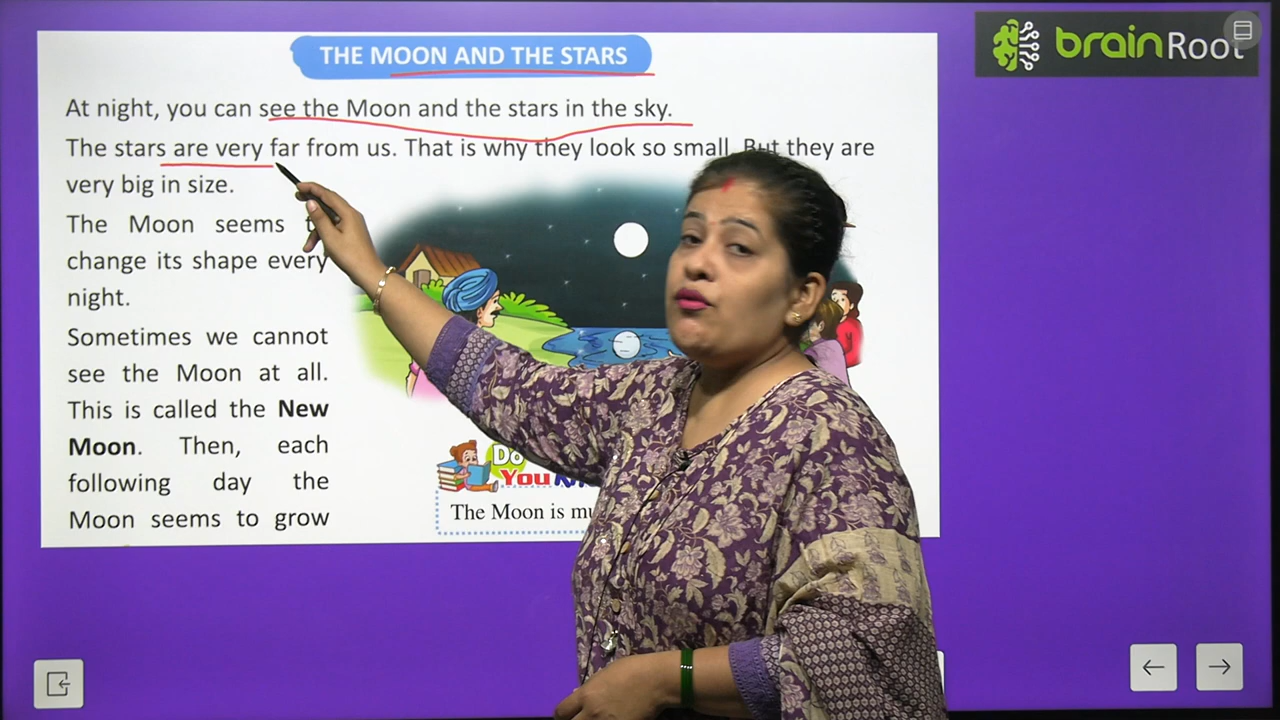 THE MOON AND THE STARS
brainRoot
At night, you can see the Moon and the stars in the sky.
The stars are very far from us. That is why they look so small. But they are
very big in size.
The Moon seems
change its shape every
night.
Sometimes we cannot
see the Moon at all.
This is called the New
Moon. Then, each
following day the
Moon seems to grow
Do
You
The Moon is